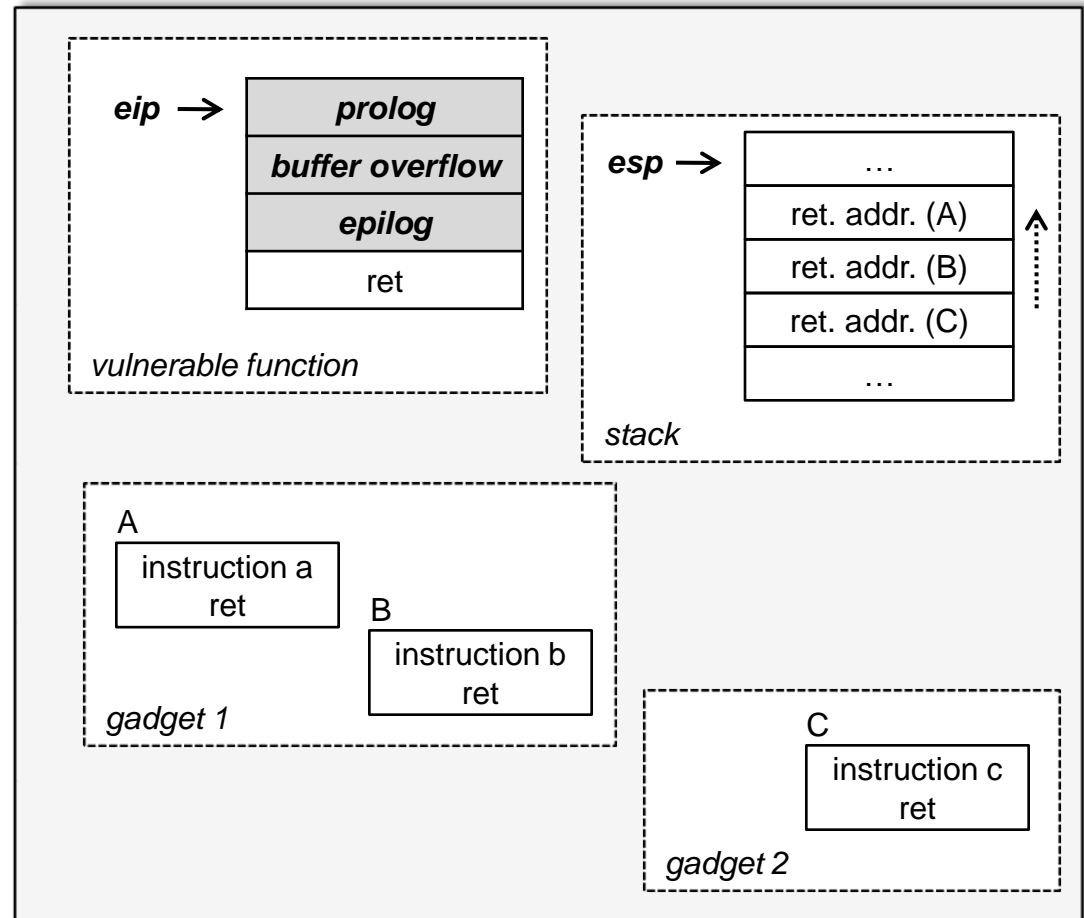 eip →
prolog
buffer overflow
epilog
ret
vulnerable function
esp →
…
ret. addr. (A)
ret. addr. (B)
ret. addr. (C)
…
stack
A
instruction a
ret
B
instruction b
ret
gadget 1
C
instruction c
ret
gadget 2